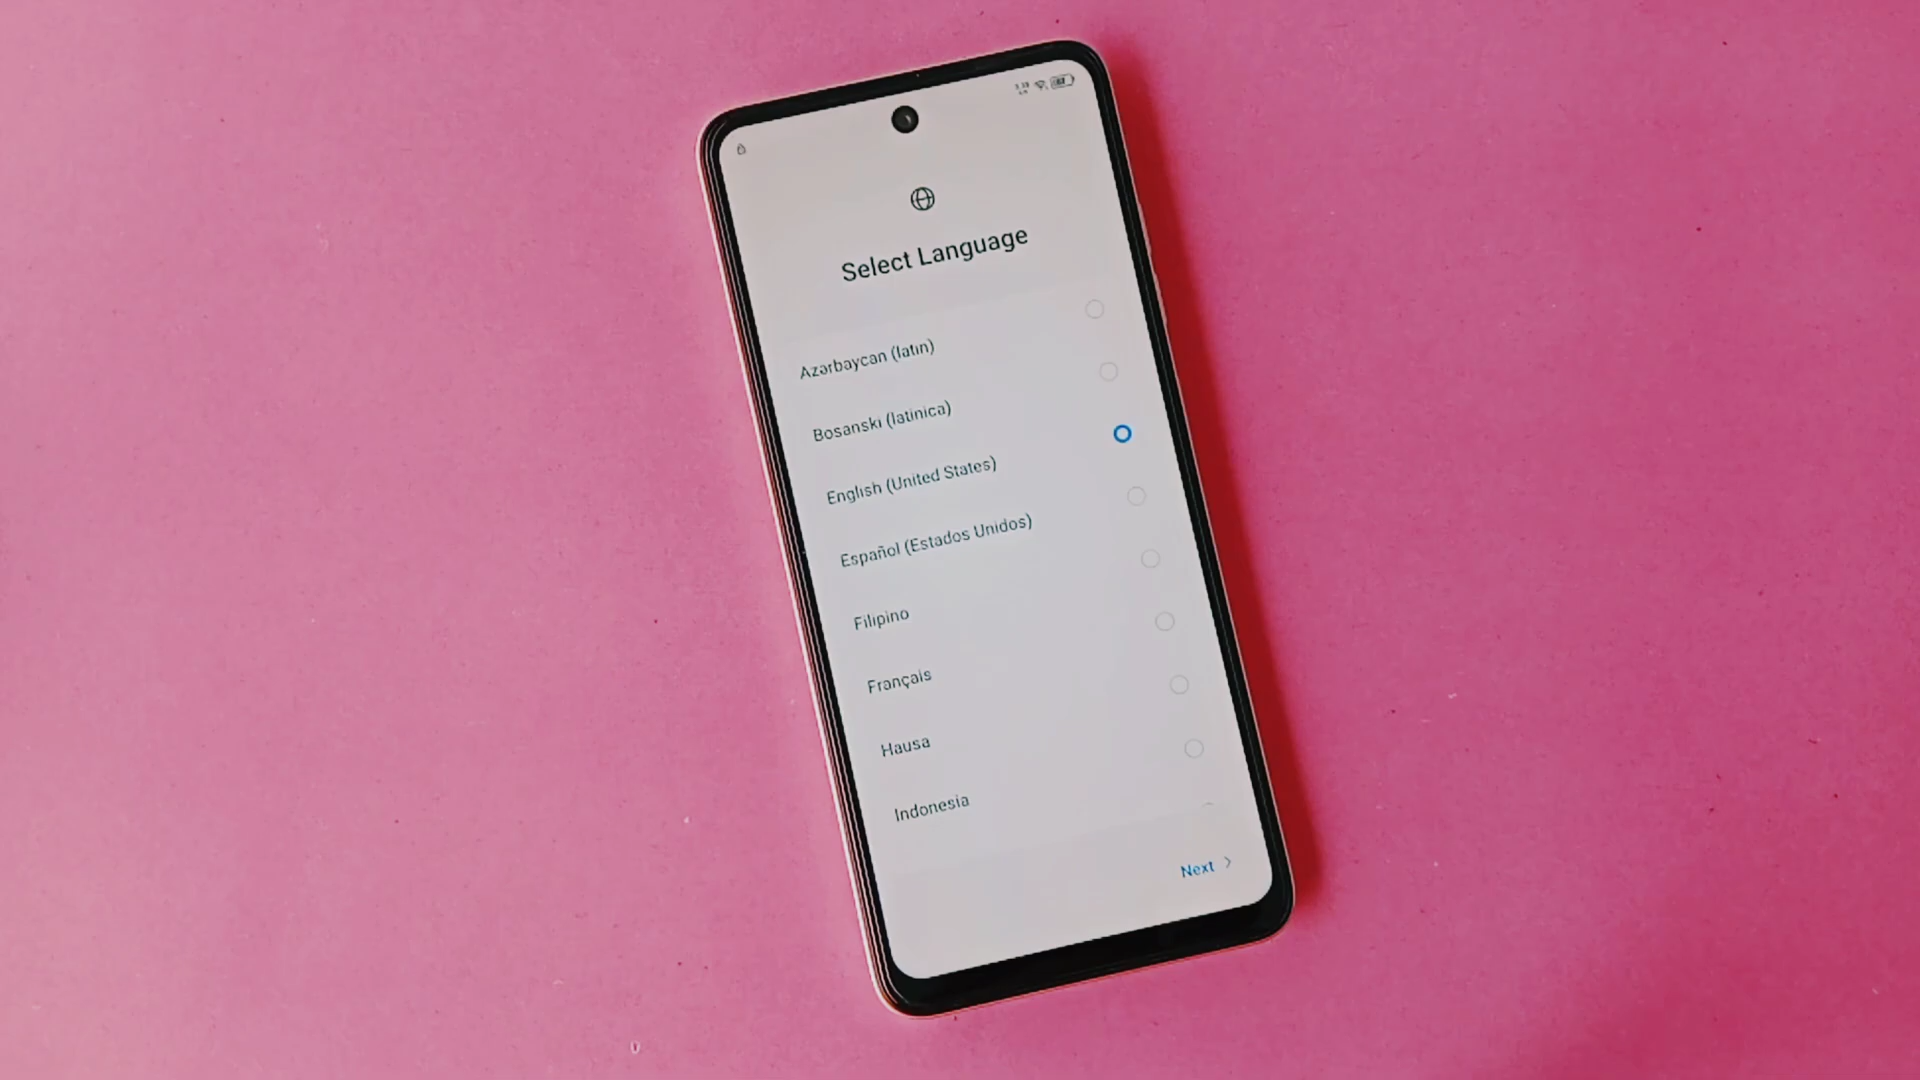 Select Language
Azərbaycan (latın)
Bosanski (latinica)
English (United States)
Español (Estados Unidos)
Filipino
Français
Hausa
Indonesia
Next